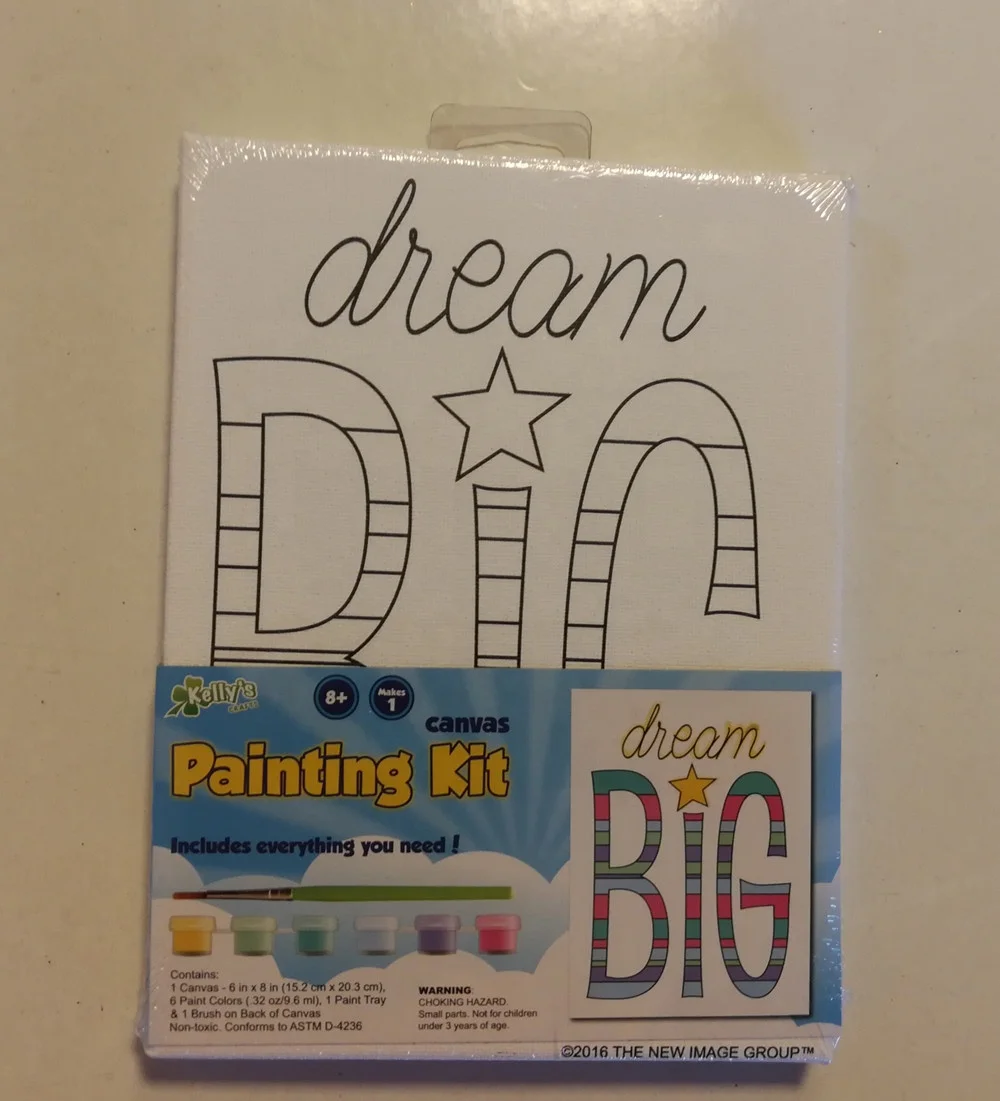 dream
BIG
Kelly's
CRAFTS
8+
Makes
1
canvas
Painting Kit
Includes everything you need!
Contains:
1 Canvas - 6 in x 8 in (15.2 cm x 20.3 cm),
6 Paint Colors (.32 oz/9.6 ml), 1 Paint Tray
& 1 Brush on Back of Canvas
Non-toxic. Conforms to ASTM D-4236
WARNING:
CHOKING HAZARD.
Small parts. Not for children
under 3 years of age.
dream
BIG
©2016 THE NEW IMAGE GROUP™